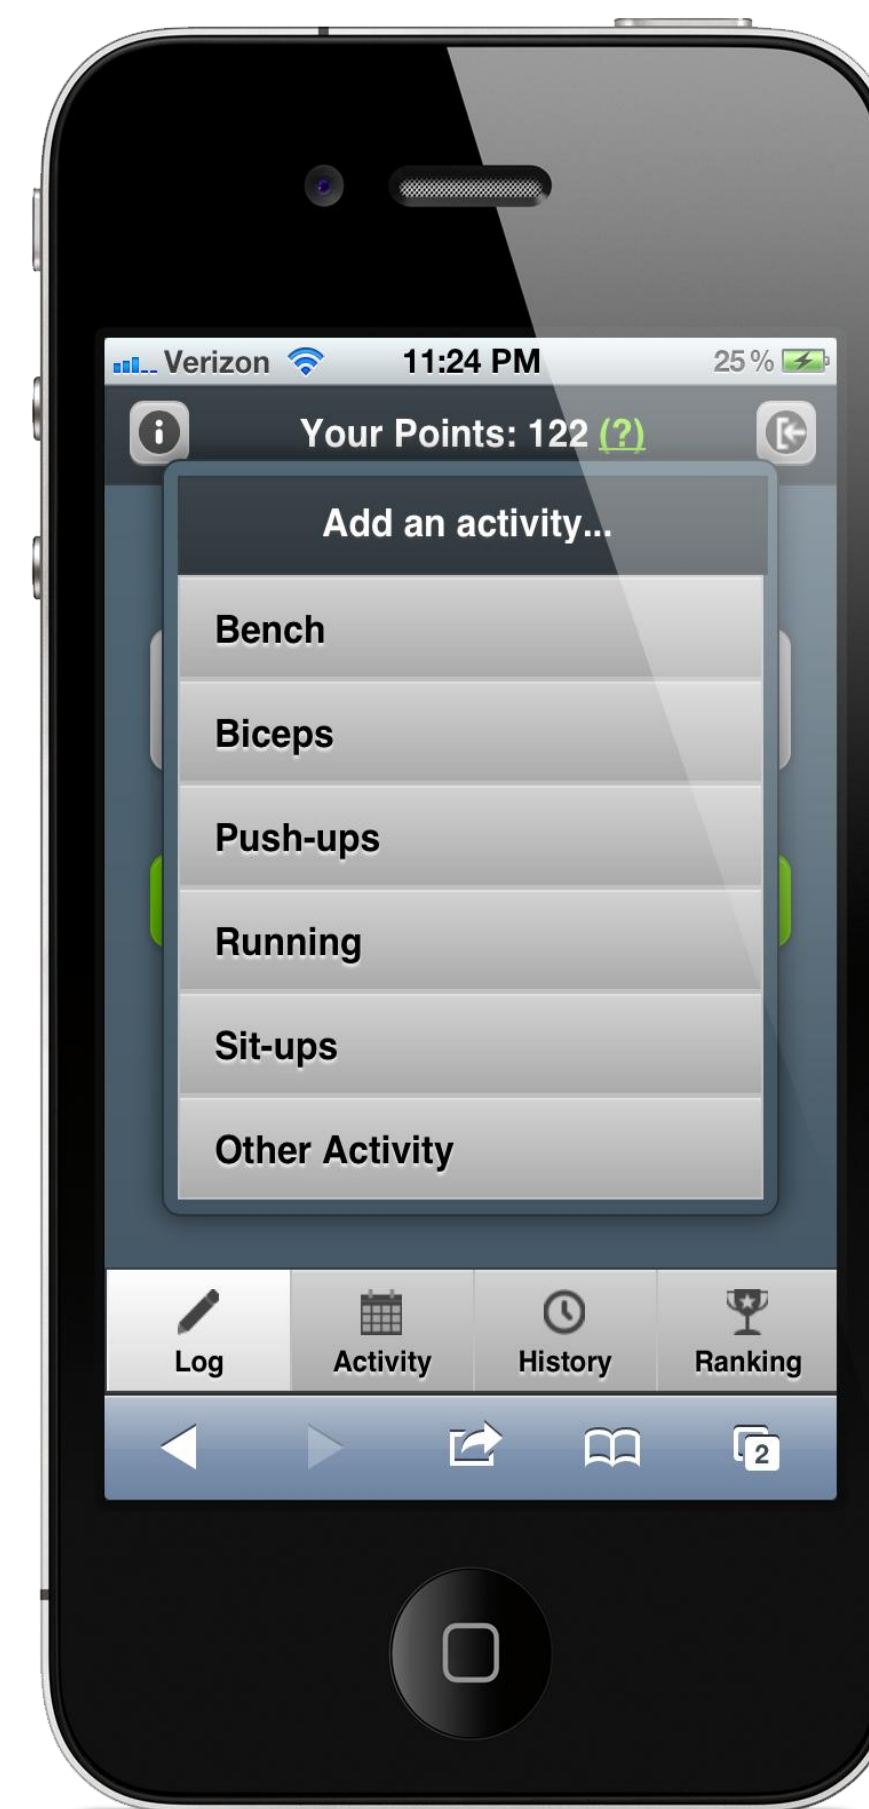 Verizon 11:24 PM 25%
Your Points: 122 (?)
Add an activity...
Bench
Biceps
Push-ups
Running
Sit-ups
Other Activity
Log Activity History Ranking
2